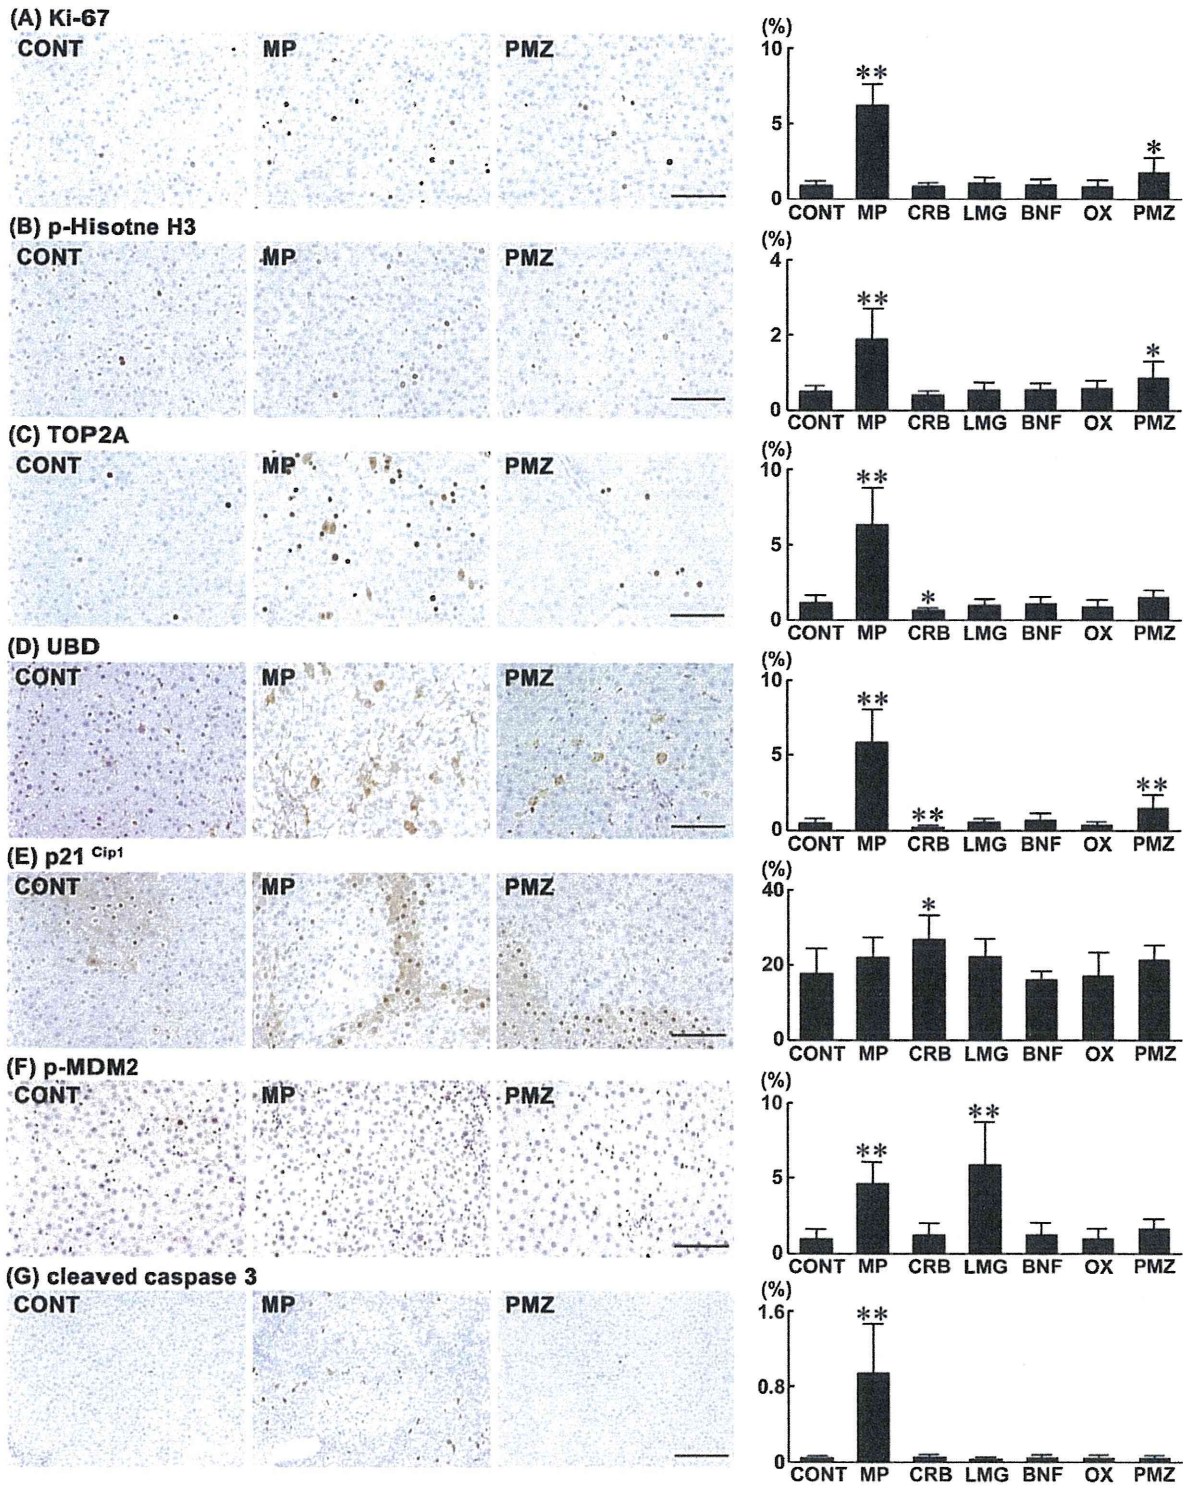 (A) Ki-67
CONT MP PMZ
(%)
10
5
0
** *
CONT MP CRB LMG BNF OX PMZ
(B) p-Hisotne H3
CONT MP PMZ
(%)
4
2
0
** *
CONT MP CRB LMG BNF OX PMZ
(C) TOP2A
CONT MP PMZ
(%)
10
5
0
** *
CONT MP CRB LMG BNF OX PMZ
(D) UBD
CONT MP PMZ
(%)
10
5
0
** ** **
CONT MP CRB LMG BNF OX PMZ
(E) p21 Cip1
CONT MP PMZ
(%)
40
20
0
*
CONT MP CRB LMG BNF OX PMZ
(F) p-MDM2
CONT MP PMZ
(%)
10
5
0
** **
CONT MP CRB LMG BNF OX PMZ
(G) cleaved caspase 3
CONT MP PMZ
(%)
1.6
0.8
0
**
CONT MP CRB LMG BNF OX PMZ